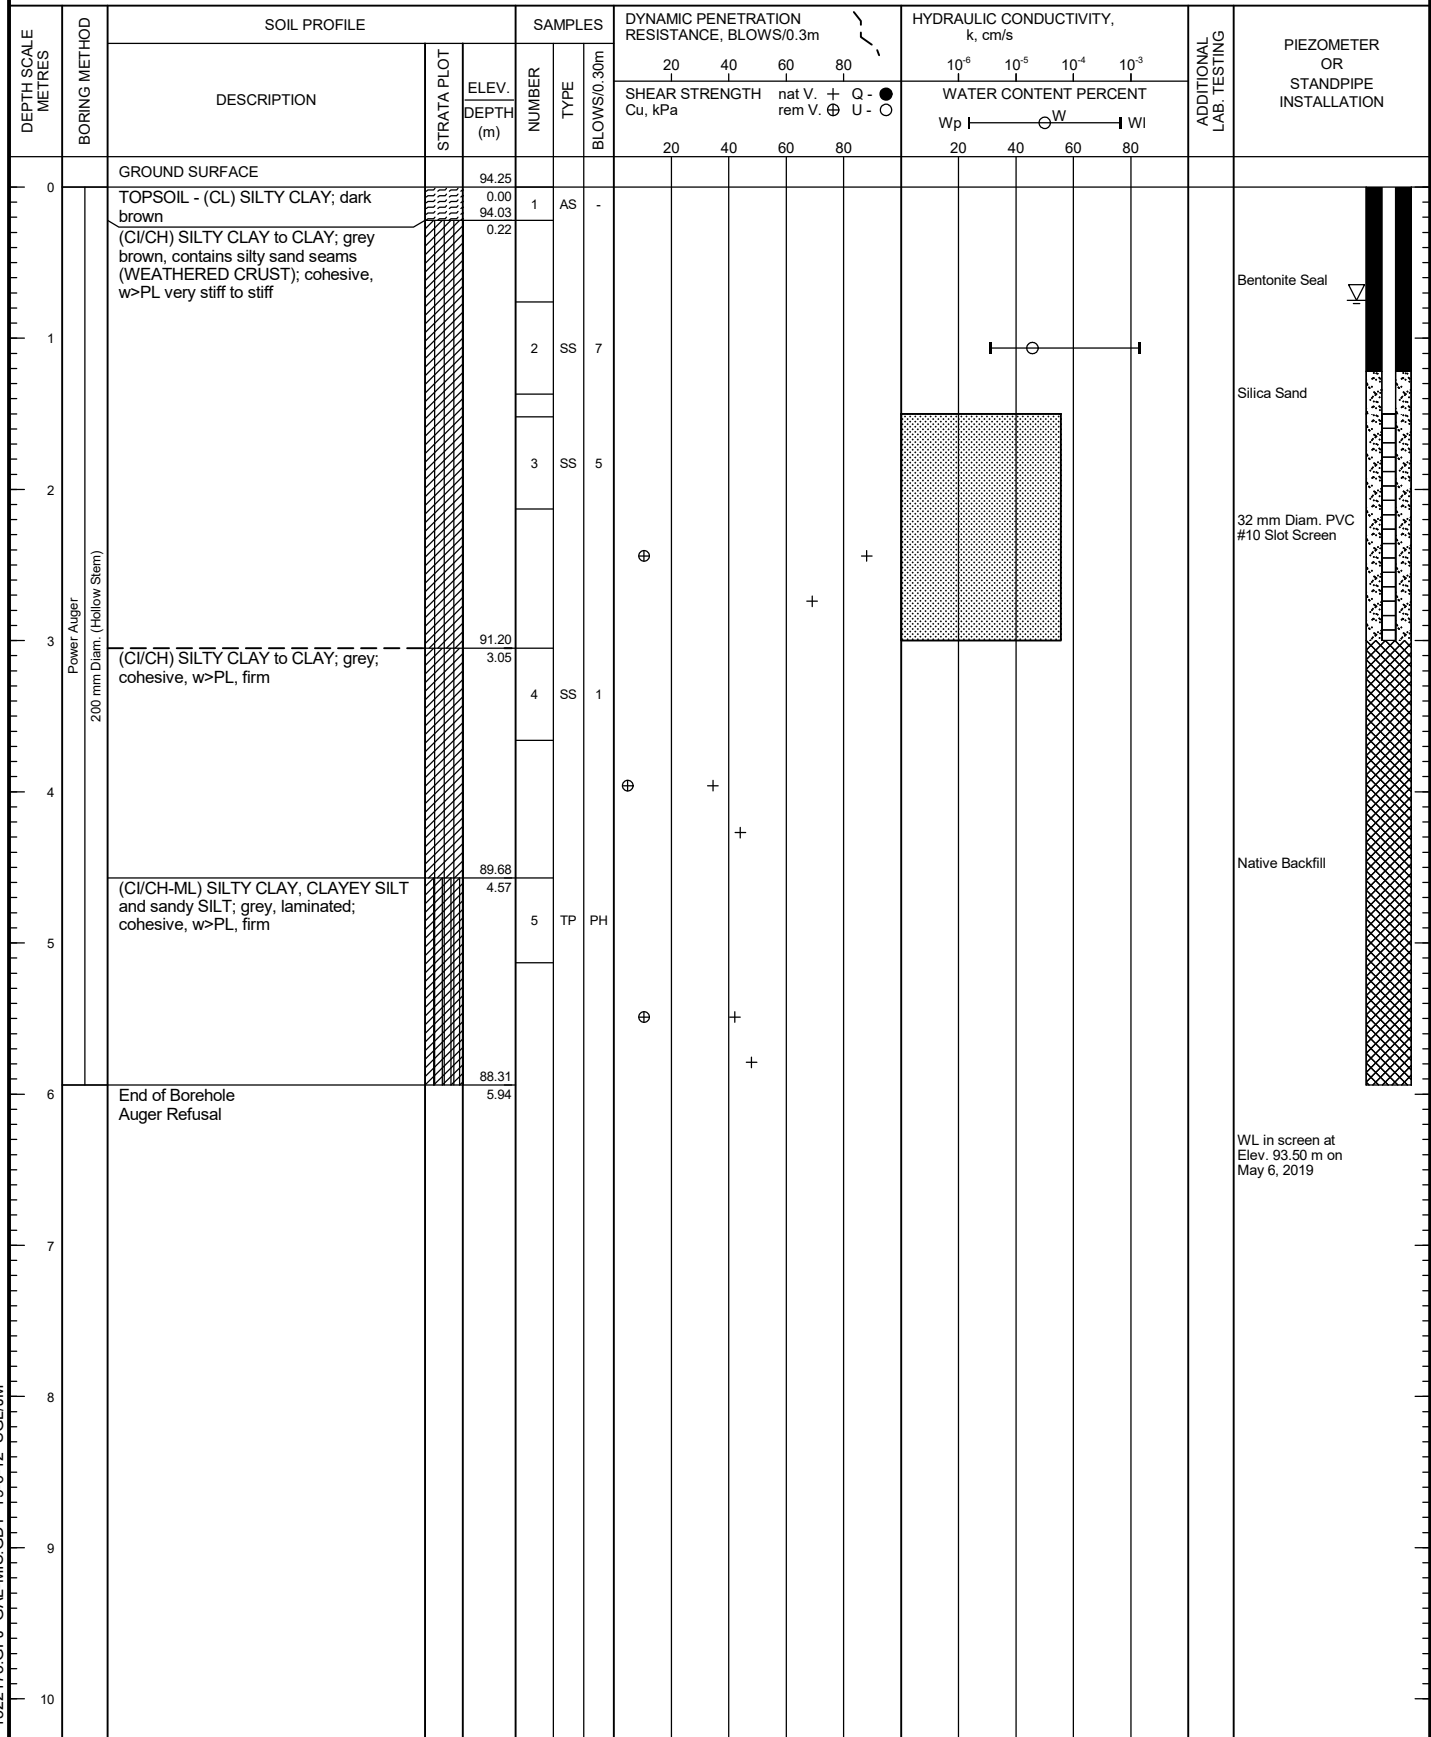 DEPTH SCALE
METRES
BORING METHOD
SOIL PROFILE
DESCRIPTION
STRATA PLOT
ELEV.
DEPTH
(m)
SAMPLES
NUMBER
TYPE
BLOWS/0.30m
DYNAMIC PENETRATION
RESISTANCE, BLOWS/0.3m
20 40 60 80
SHEAR STRENGTH nat V. + Q - ●
Cu, kPa rem V. ⊕ U - ○
20 40 60 80
HYDRAULIC CONDUCTIVITY,
k, cm/s
10⁻⁶ 10⁻⁵ 10⁻⁴ 10⁻³
WATER CONTENT PERCENT
Wp W Wl
20 40 60 80
ADDITIONAL
LAB. TESTING
PIEZOMETER
OR
STANDPIPE
INSTALLATION
GROUND SURFACE
94.25
0
TOPSOIL - (CL) SILTY CLAY; dark
brown
0.00
94.03
1 AS -
(CI/CH) SILTY CLAY to CLAY; grey
brown, contains silty sand seams
(WEATHERED CRUST); cohesive,
w>PL very stiff to stiff
0.22
Bentonite Seal
1
2 SS 7
Silica Sand
3 SS 5
2
32 mm Diam. PVC
#10 Slot Screen
Power Auger
200 mm Diam. (Hollow Stem)
3
91.20
(CI/CH) SILTY CLAY to CLAY; grey;
cohesive, w>PL, firm
3.05
4 SS 1
4
Native Backfill
89.68
(CI/CH-ML) SILTY CLAY, CLAYEY SILT
and sandy SILT; grey, laminated;
cohesive, w>PL, firm
4.57
5 TP PH
5
88.31
6
End of Borehole
Auger Refusal
5.94
WL in screen at
Elev. 93.50 m on
May 6, 2019
7
8
9
10